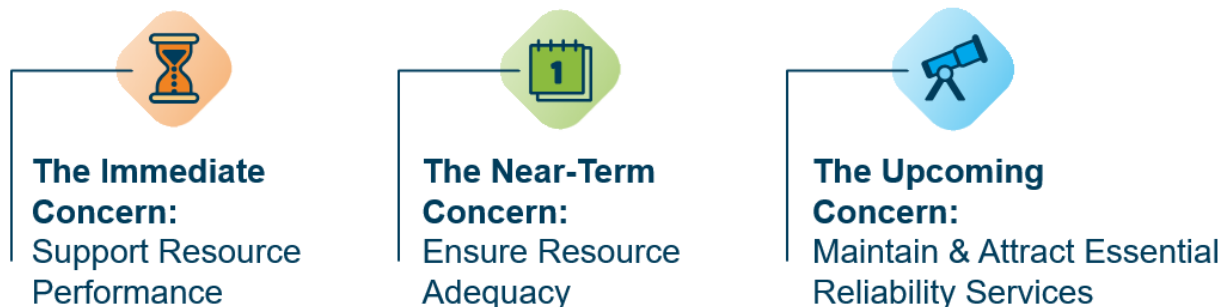 1
The Immediate
Concern:
Support Resource
Performance
The Near-Term
Concern:
Ensure Resource
Adequacy
The Upcoming
Concern:
Maintain & Attract Essential
Reliability Services